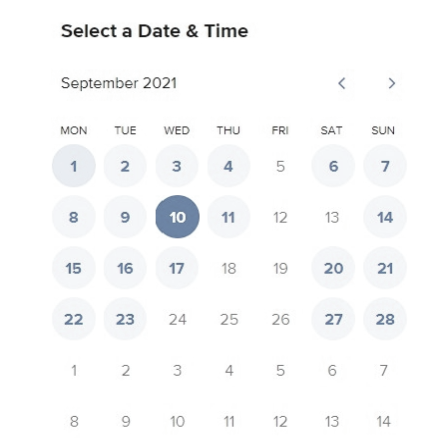 Select a Date & Time
September 2021
MON TUE WED THU FRI SAT SUN
1 2 3 4 5 6 7
8 9 10 11 12 13 14
15 16 17 18 19 20 21
22 23 24 25 26 27 28
1 2 3 4 5 6 7
8 9 10 11 12 13 14